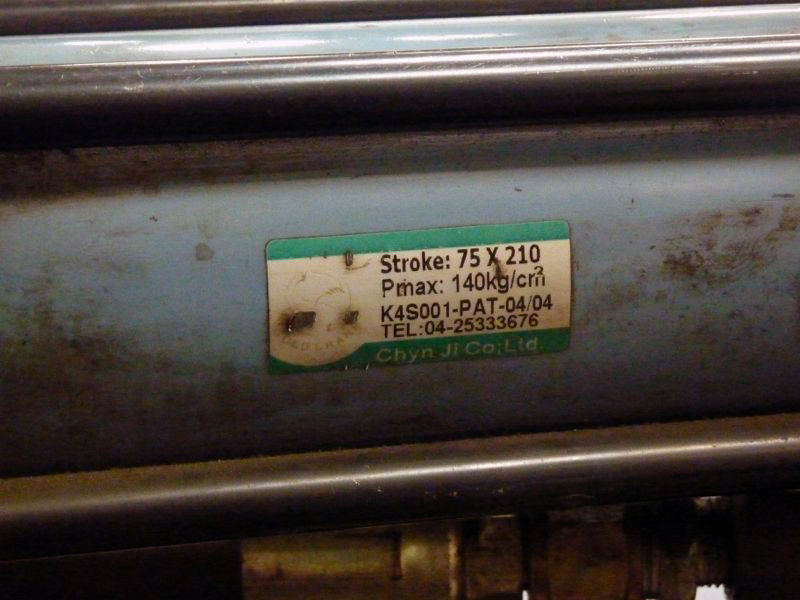 Stroke: 75 X 210
Pmax: 140kg/cm²
K4S001-PAT-04/04
TEL:04-25333676
Chyn Ji Co;Ltd.